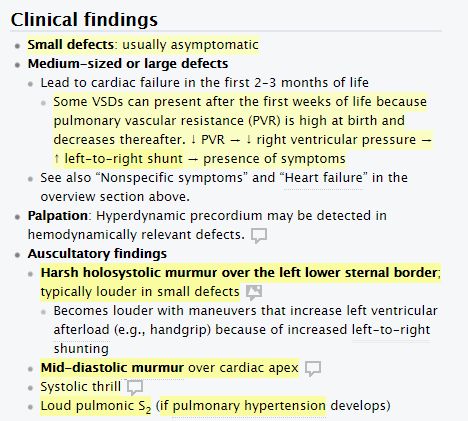 Clinical findings
Small defects: usually asymptomatic
Medium-sized or large defects
Lead to cardiac failure in the first 2–3 months of life
Some VSDs can present after the first weeks of life because
pulmonary vascular resistance (PVR) is high at birth and
decreases thereafter. ↓ PVR → ↓ right ventricular pressure →
↑ left-to-right shunt → presence of symptoms
See also "Nonspecific symptoms" and "Heart failure" in the
overview section above.
Palpation: Hyperdynamic precordium may be detected in
hemodynamically relevant defects.
Auscultatory findings
Harsh holosystolic murmur over the left lower sternal border;
typically louder in small defects
Becomes louder with maneuvers that increase left ventricular
afterload (e.g., handgrip) because of increased left-to-right
shunting
Mid-diastolic murmur over cardiac apex
Systolic thrill
Loud pulmonic S2 (if pulmonary hypertension develops)